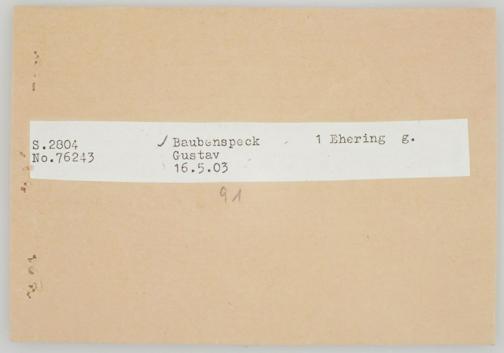 S.2804 ✓ Baubenspeck 1 Ehering g.
No.76243 Gustav
16.5.03
91